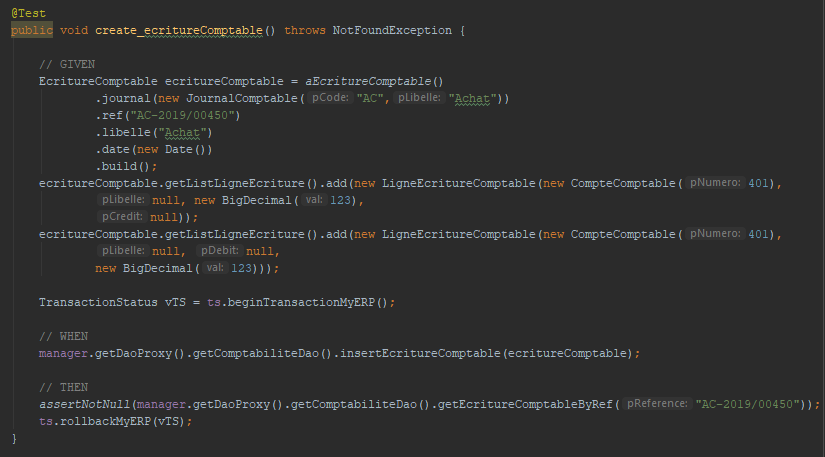 @Test
public void create_ecritureComptable() throws NotFoundException {
// GIVEN
EcritureComptable ecritureComptable = aEcritureComptable()
.journal(new JournalComptable( pCode: "AC", pLibelle: "Achat"))
.ref("AC-2019/00450")
.libelle("Achat")
.date(new Date())
.build();
ecritureComptable.getListLigneEcriture().add(new LigneEcritureComptable(new CompteComptable( pNumero: 401),
pLibelle: null, new BigDecimal( val: 123),
pCredit: null));
ecritureComptable.getListLigneEcriture().add(new LigneEcritureComptable(new CompteComptable( pNumero: 401),
pLibelle: null, pDebit: null,
new BigDecimal( val: 123)));
TransactionStatus vTS = ts.beginTransactionMyERP();
// WHEN
manager.getDaoProxy().getComptabiliteDao().insertEcritureComptable(ecritureComptable);
// THEN
assertNotNull(manager.getDaoProxy().getComptabiliteDao().getEcritureComptableByRef( pReference: "AC-2019/00450"));
ts.rollbackMyERP(vTS);
}